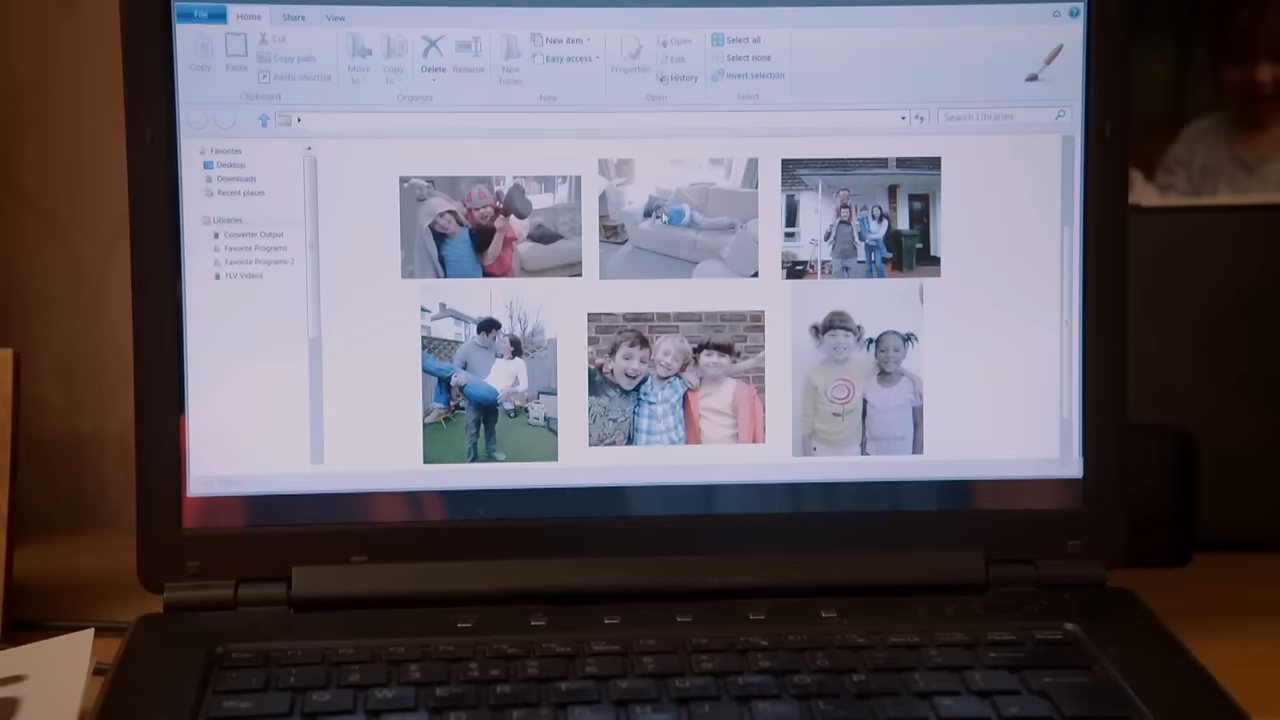 File Home Share View
Copy
Paste
Cut
Copy path
Paste shortcut
Clipboard
Move to
Copy to
Delete
Rename
Organize
New folder
New item
Easy access
New
Properties
Open
Edit
History
Open
Select all
Select none
Invert selection
Select
Search Libraries
Favorites
Desktop
Downloads
Recent places
Libraries
Converter Output
Favorite Programs
Favorite Programs-2
TLV Videos